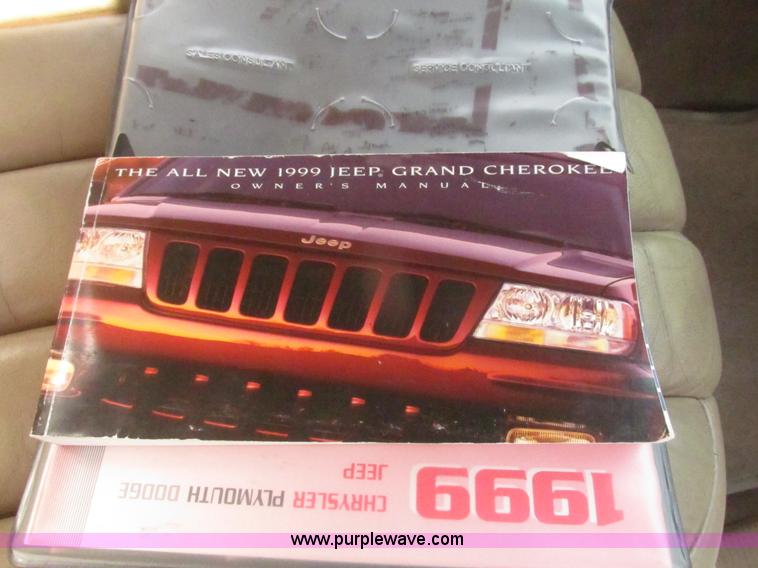 SALES CONSULTANT
SERVICE CONSULTANT
THE ALL NEW 1999 JEEP® GRAND CHEROKEE
OWNER'S MANUAL
Jeep
1999
CHRYSLER PLYMOUTH DODGE
JEEP
www.purplewave.com